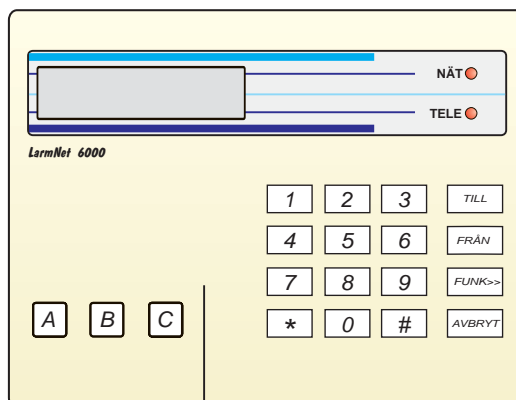 NÄT
TELE
LarmNet 6000
1 2 3 TILL
4 5 6 FRÅN
7 8 9 FUNK>>
A B C * 0 # AVBRYT